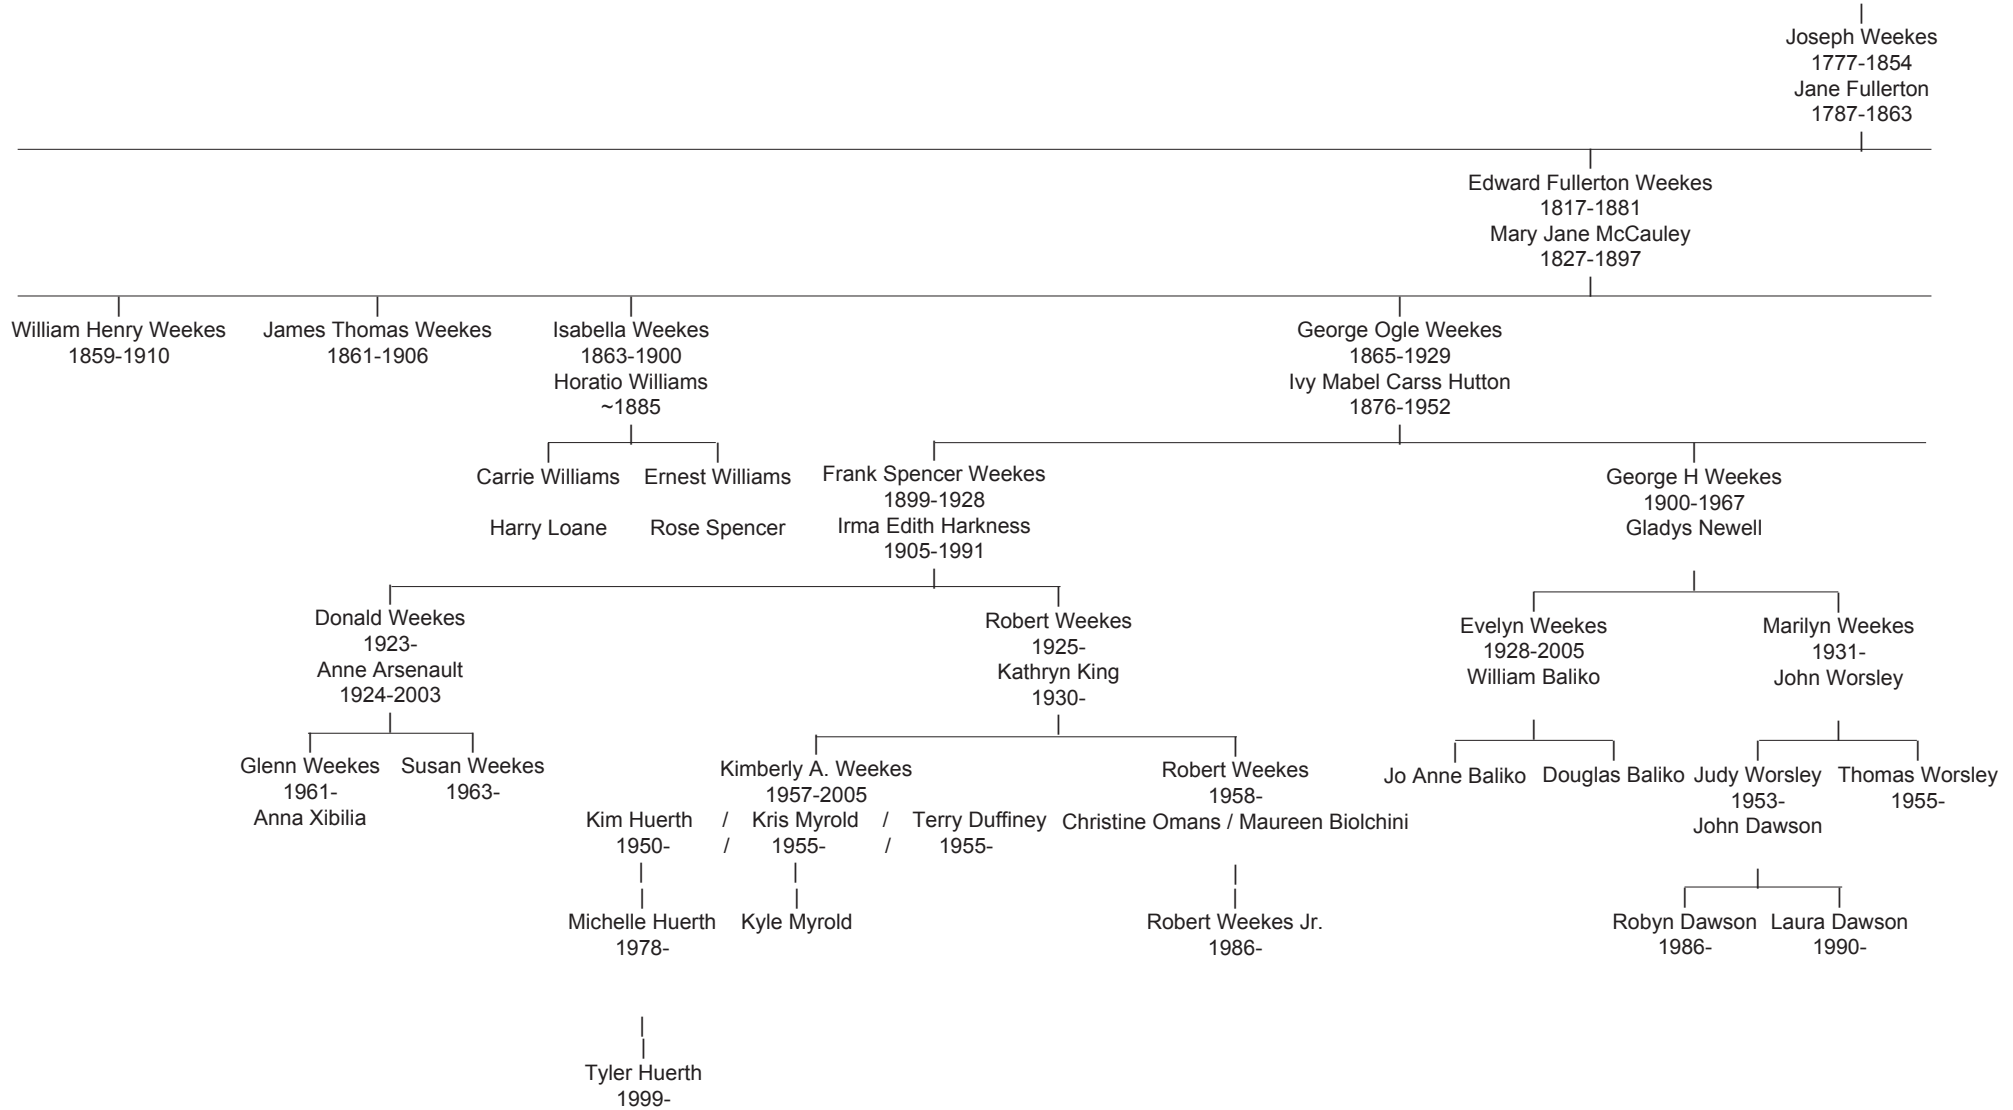 Joseph Weekes
1777-1854
Jane Fullerton
1787-1863
Edward Fullerton Weekes
1817-1881
Mary Jane McCauley
1827-1897
William Henry Weekes
1859-1910
James Thomas Weekes
1861-1906
Isabella Weekes
1863-1900
Horatio Williams
~1885
George Ogle Weekes
1865-1929
Ivy Mabel Carss Hutton
1876-1952
Carrie Williams
Harry Loane
Ernest Williams
Rose Spencer
Frank Spencer Weekes
1899-1928
Irma Edith Harkness
1905-1991
George H Weekes
1900-1967
Gladys Newell
Donald Weekes
1923-
Anne Arsenault
1924-2003
Robert Weekes
1925-
Kathryn King
1930-
Evelyn Weekes
1928-2005
William Baliko
Marilyn Weekes
1931-
John Worsley
Glenn Weekes
1961-
Anna Xibilia
Susan Weekes
1963-
Kimberly A. Weekes
1957-2005
Kim Huerth / Kris Myrold / Terry Duffiney
1950- / 1955- / 1955-
Robert Weekes
1958-
Christine Omans / Maureen Biolchini
Jo Anne Baliko
Douglas Baliko
Judy Worsley
1953-
John Dawson
Thomas Worsley
1955-
Michelle Huerth
1978-
Kyle Myrold
Robert Weekes Jr.
1986-
Robyn Dawson
1986-
Laura Dawson
1990-
Tyler Huerth
1999-